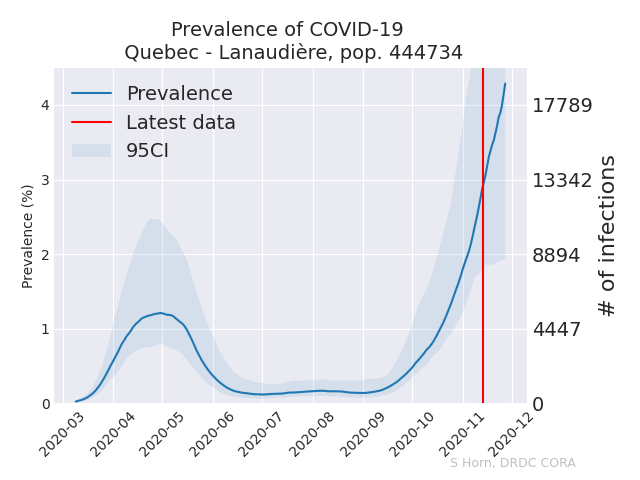 Prevalence of COVID-19
Quebec - Lanaudière, pop. 444734
Prevalence
Latest data
95CI
Prevalence (%)
4
3
2
1
0
17789
13342
8894
4447
0
# of infections
2020-03
2020-04
2020-05
2020-06
2020-07
2020-08
2020-09
2020-10
2020-11
2020-12
S Horn, DRDC CORA